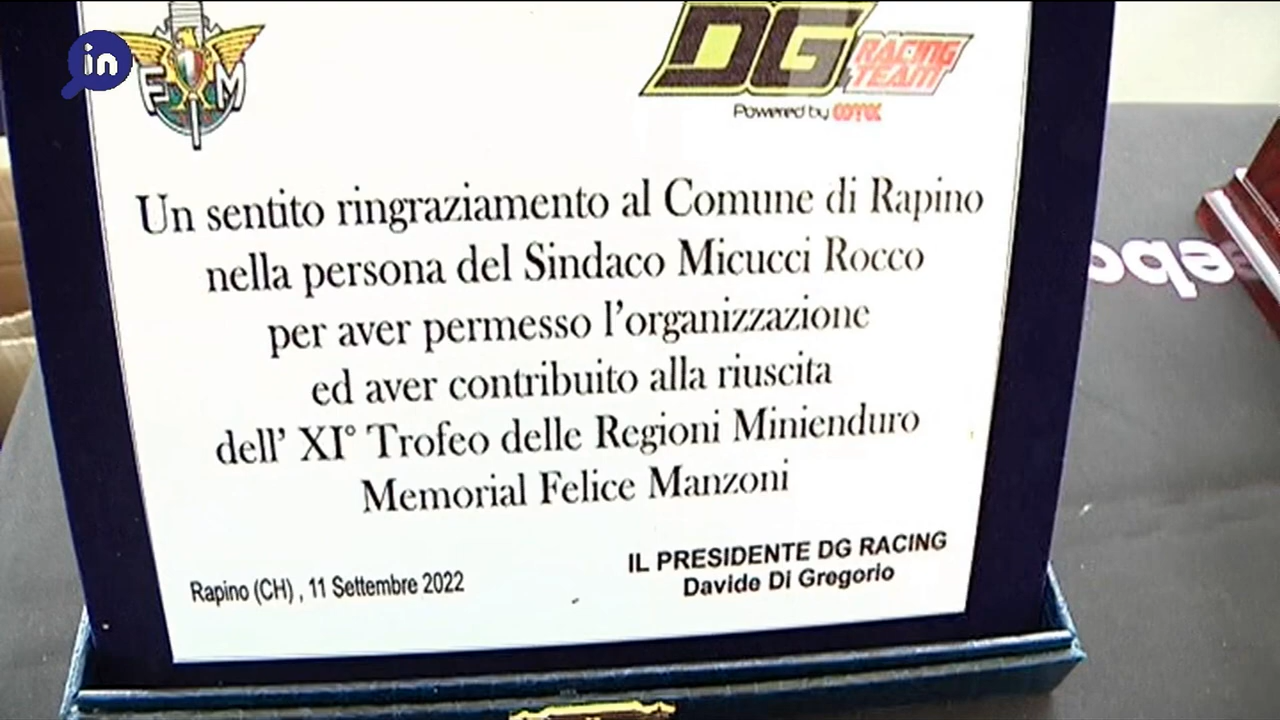 in
FM
DG
RACING
TEAM
Powered by
Un sentito ringraziamento al Comune di Rapino
nella persona del Sindaco Micucci Rocco
per aver permesso l'organizzazione
ed aver contribuito alla riuscita
dell' XI° Trofeo delle Regioni Minienduro
Memorial Felice Manzoni
IL PRESIDENTE DG RACING
Davide Di Gregorio
Rapino (CH) , 11 Settembre 2022